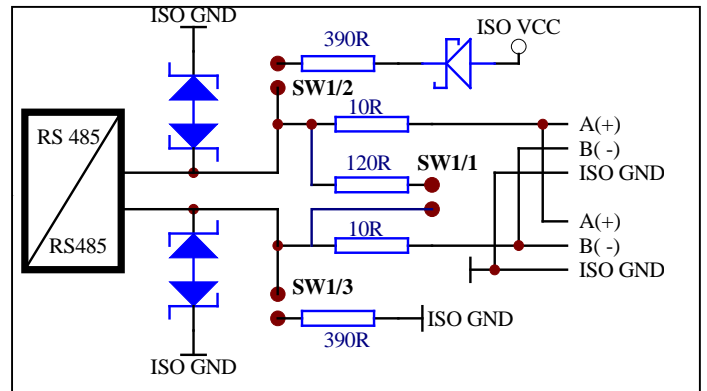 ISO GND
390R
ISO VCC
SW1/2
10R
A(+)
RS 485
B( -)
120R
SW1/1
ISO GND
A(+)
10R
RS485
B( -)
SW1/3
ISO GND
390R
ISO GND
ISO GND